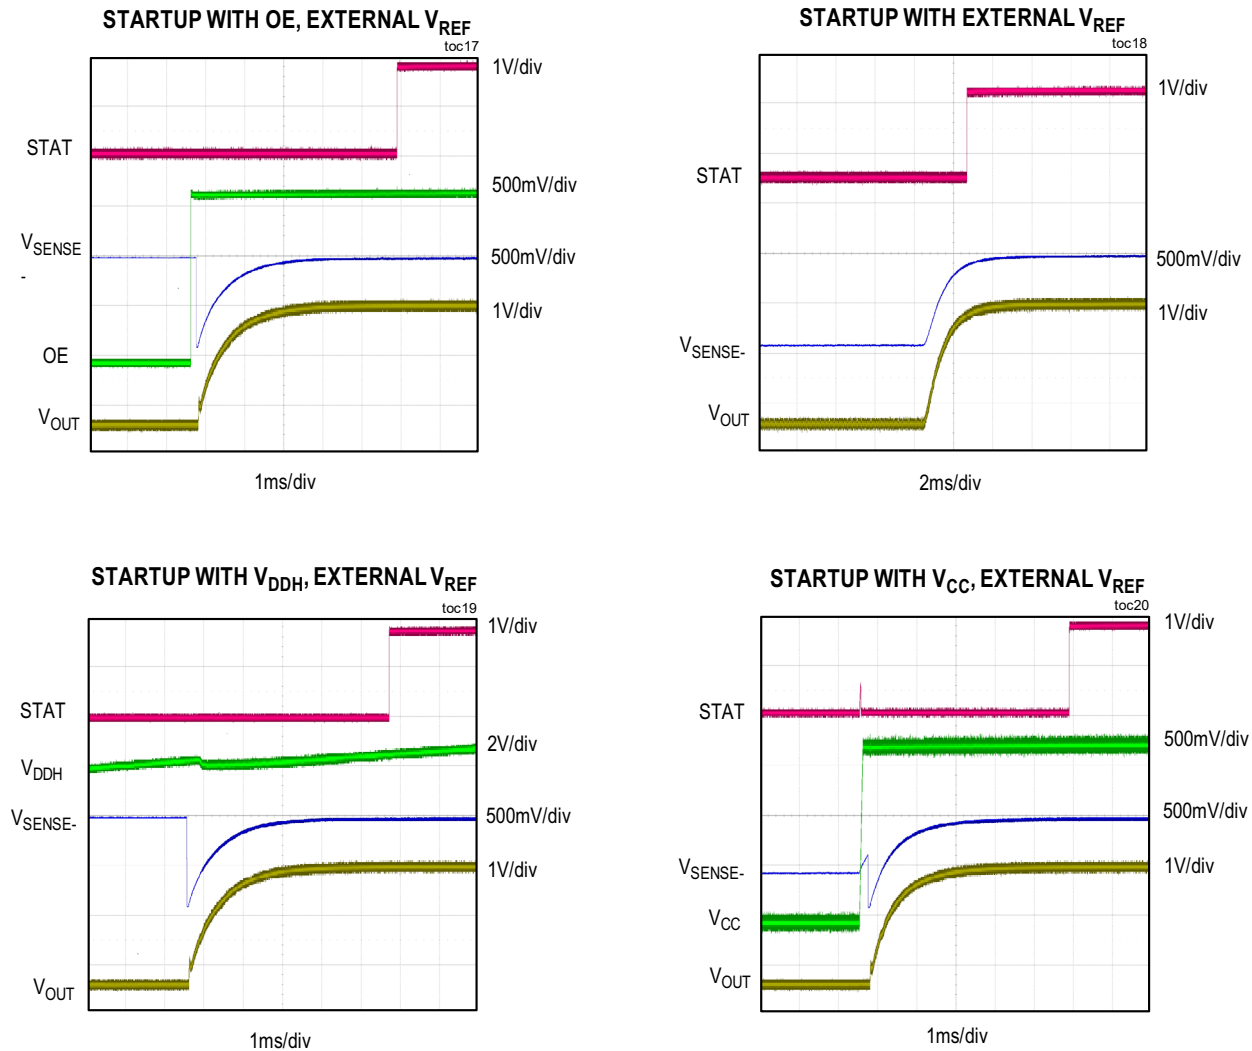 STARTUP WITH OE, EXTERNAL VREF
toc17
1V/div
STAT
500mV/div
VSENSE
-
500mV/div
1V/div
OE
VOUT
1ms/div
STARTUP WITH EXTERNAL VREF
toc18
1V/div
STAT
500mV/div
1V/div
VSENSE-
VOUT
2ms/div
STARTUP WITH VDDH, EXTERNAL VREF
toc19
1V/div
STAT
2V/div
VDDH
VSENSE-
500mV/div
1V/div
VOUT
1ms/div
STARTUP WITH VCC, EXTERNAL VREF
toc20
1V/div
STAT
500mV/div
500mV/div
VSENSE-
1V/div
VCC
VOUT
1ms/div